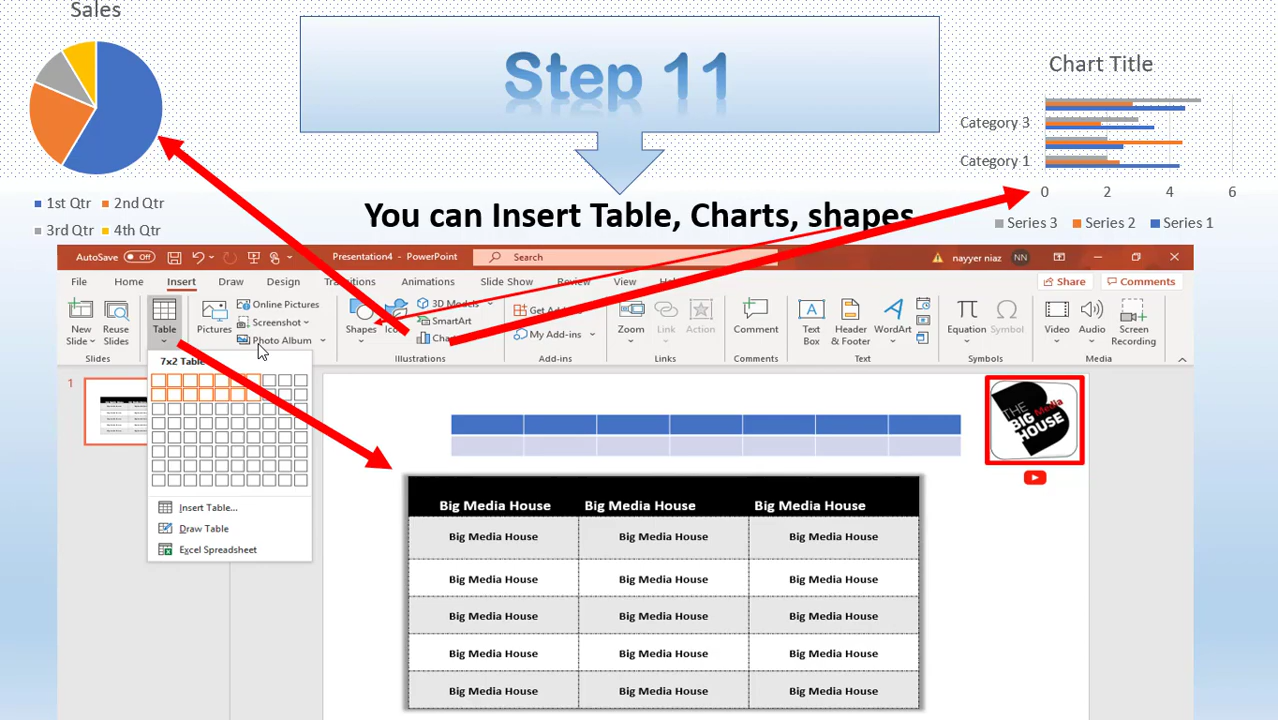 Sales
1st Qtr
2nd Qtr
3rd Qtr
4th Qtr
Step 11
You can Insert Table, Charts, shapes
Chart Title
Category 3
Category 1
0 2 4 6
Series 3
Series 2
Series 1
AutoSave Off
Presentation4 - PowerPoint
Search
nayyer niaz
NN
File Home Insert Draw Design Transitions Animations Slide Show Review View
Share
Comments
New Slide
Reuse Slides
Table
Pictures
Online Pictures
Screenshot
Photo Album
Shapes
3D Models
SmartArt
My Add-ins
Zoom
Link
Action
Comment
Text Box
Header & Footer
WordArt
Equation
Symbol
Video
Audio
Screen Recording
Slides
Illustrations
Add-ins
Links
Comments
Text
Symbols
Media
7x2 Table
Insert Table...
Draw Table
Excel Spreadsheet
1
THE
BIG Media
HOUSE
Big Media House Big Media House Big Media House
Big Media House Big Media House Big Media House
Big Media House Big Media House Big Media House
Big Media House Big Media House Big Media House
Big Media House Big Media House Big Media House
Big Media House Big Media House Big Media House